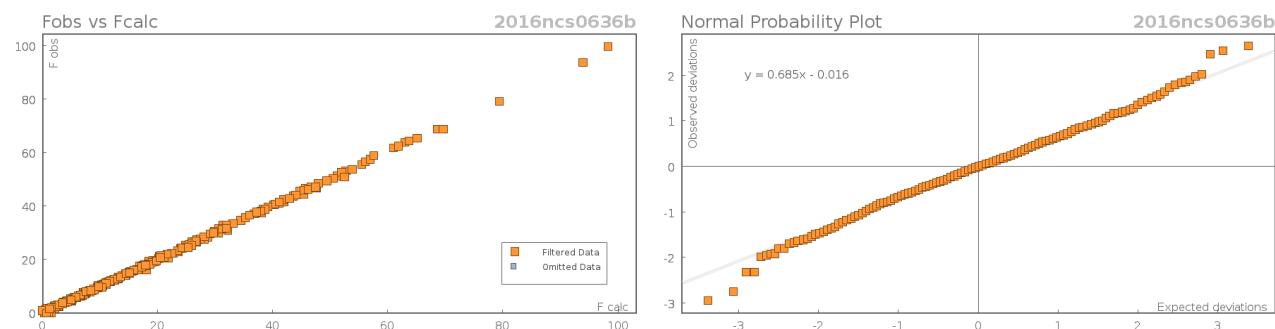 Fobs vs Fcalc
2016ncs0636b
F obs
100
80
60
40
20
0
0
20
40
60
80
100
F calc
Filtered Data
Omitted Data
Normal Probability Plot
2016ncs0636b
Observed deviations
y = 0.685x - 0.016
2
1
0
-1
-2
-3
-3
-2
-1
0
1
2
3
Expected deviations